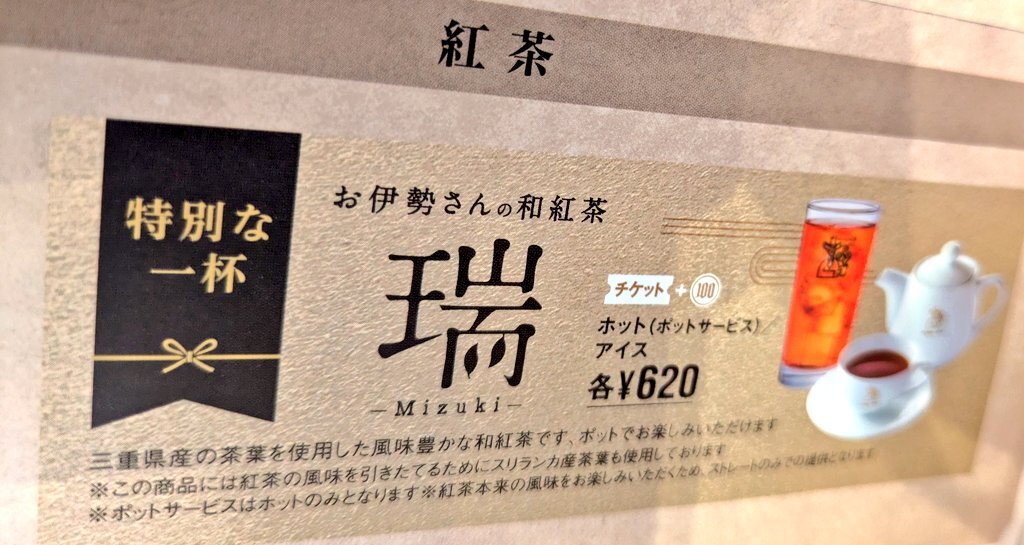 紅茶
特別な
一杯
お伊勢さんの和紅茶
瑞
Mizuki
チケット+100
ホット(ポットサービス)
アイス
各¥620
三重県産の茶葉を使用した風味豊かな和紅茶です、ポットでお楽しみいただけます
※この商品には紅茶の風味を引きたてるためにスリランカ産茶葉も使用しております
※ポットサービスはホットのみとなります※紅茶本来の風味をお楽しみいただくため、ストレートのみでの提供となります